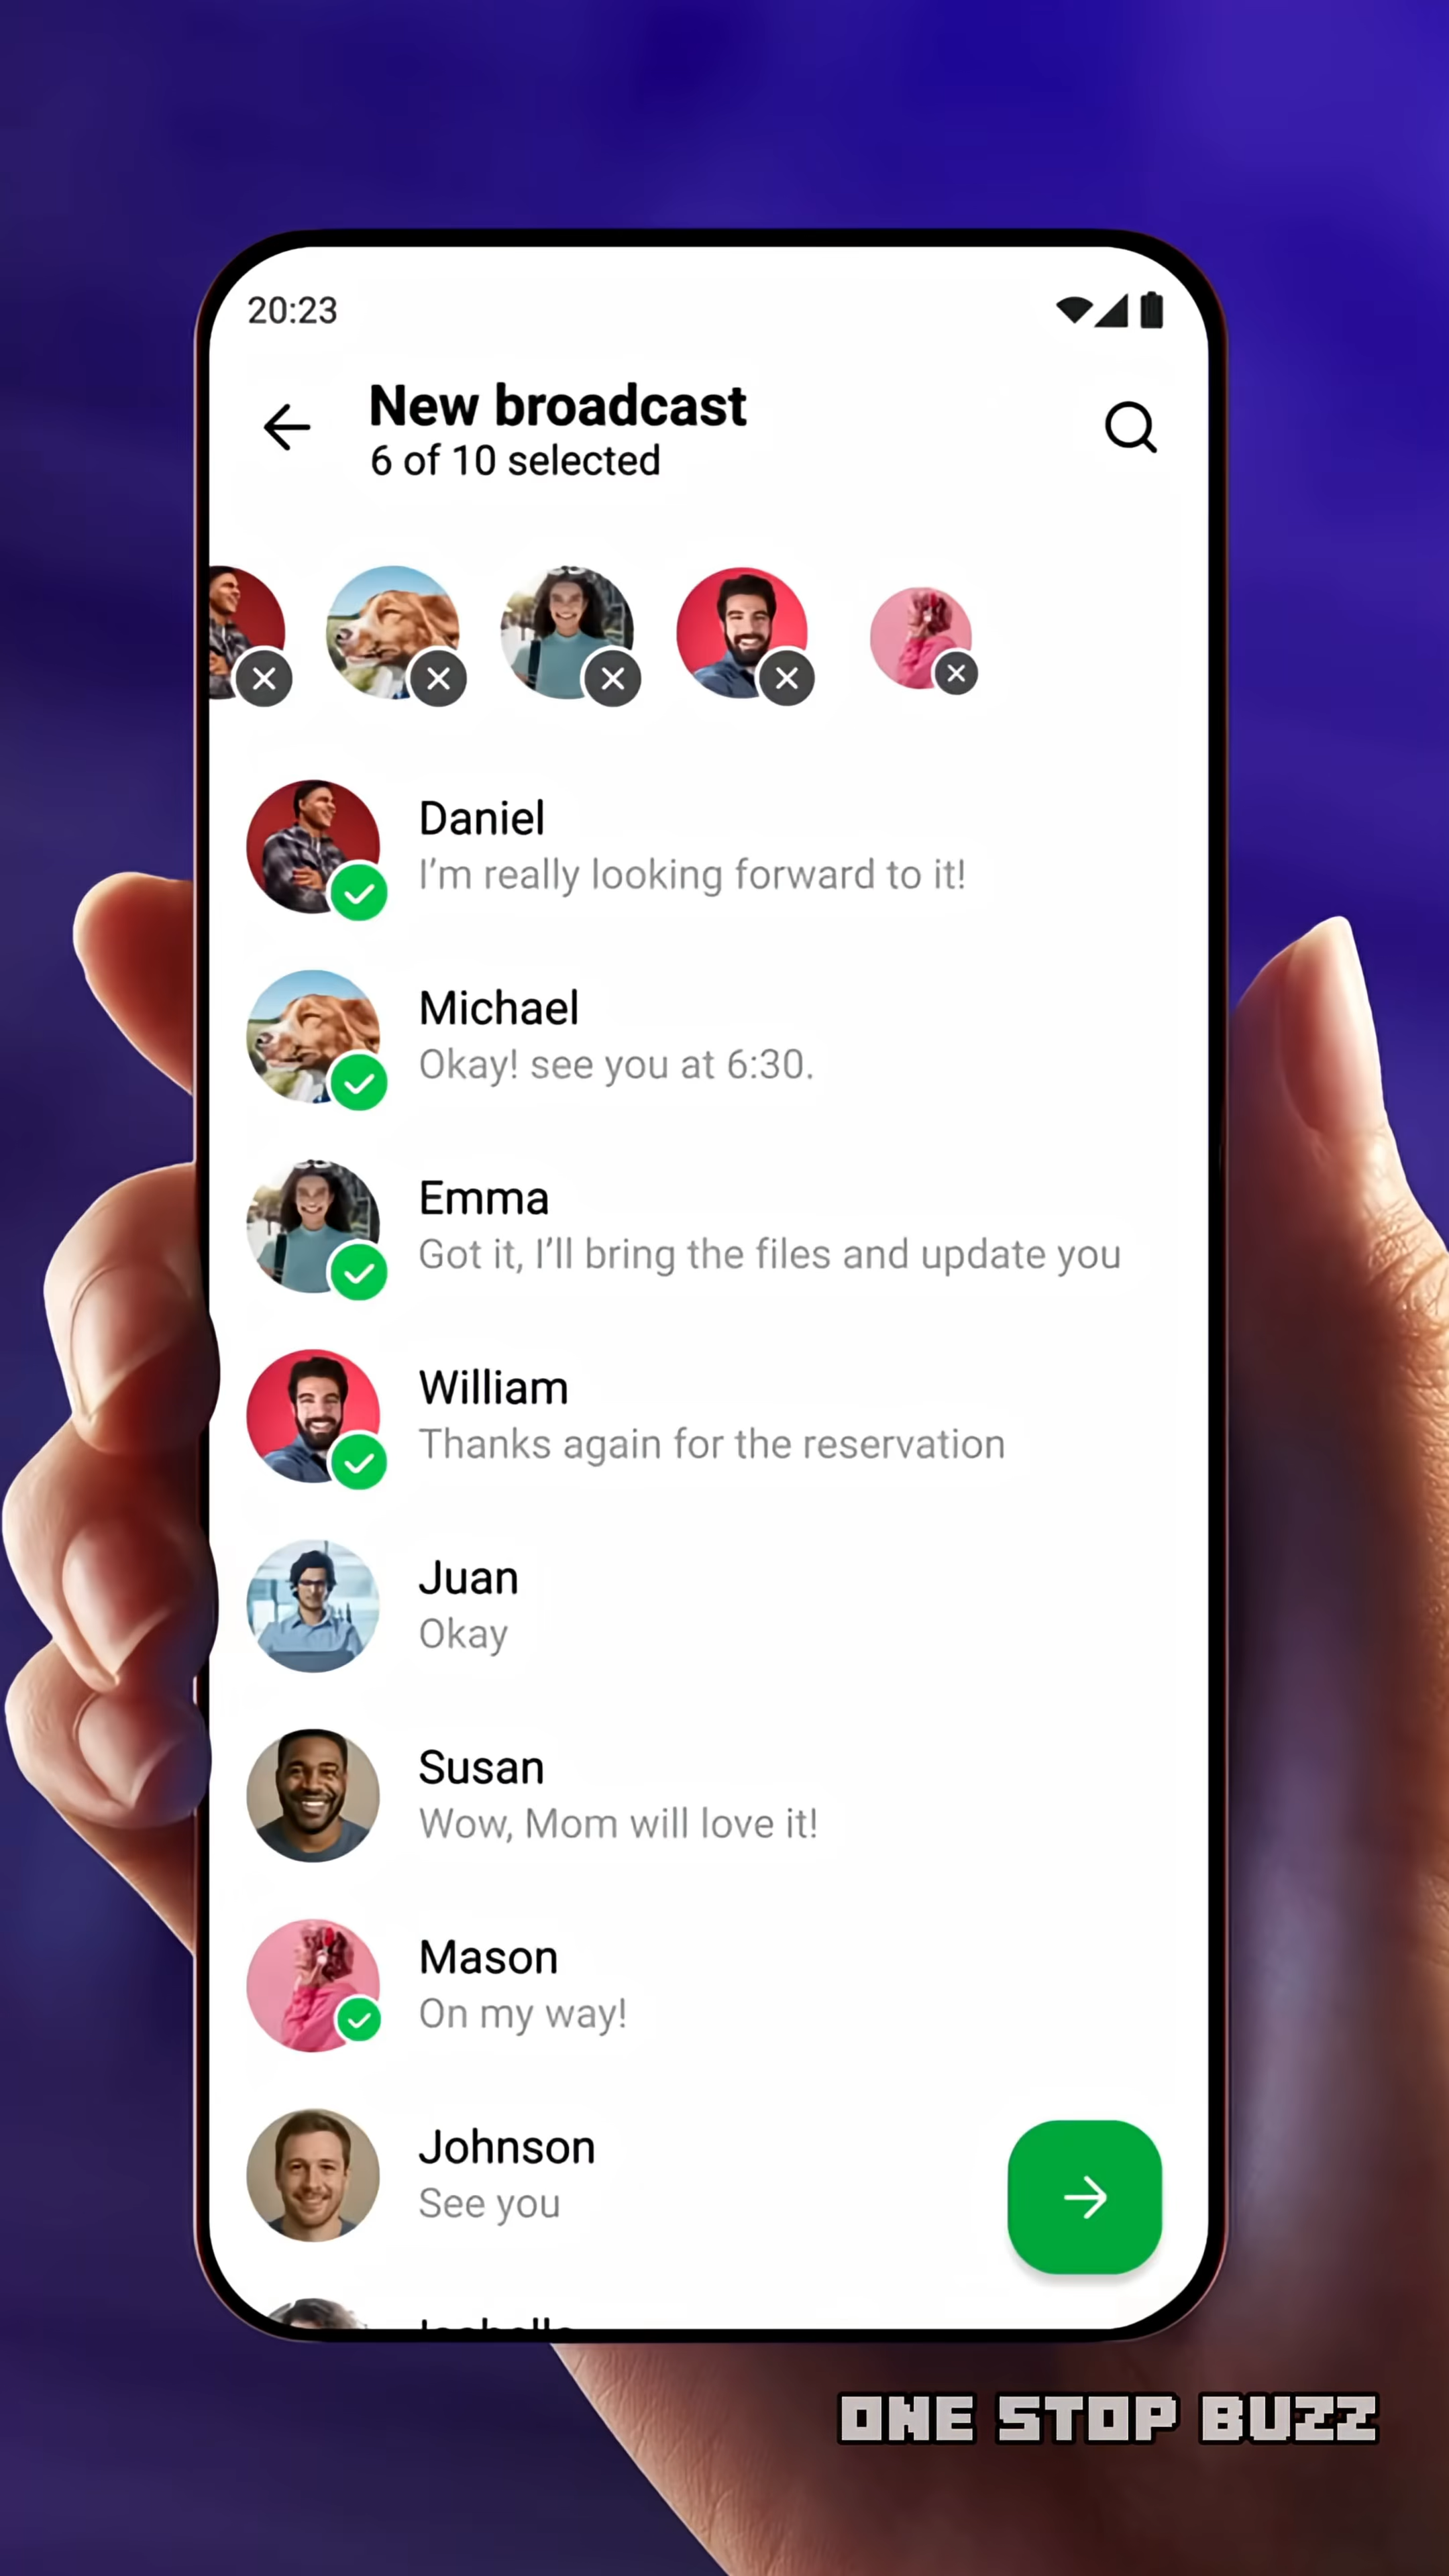 20:23
New broadcast
6 of 10 selected
Daniel
I'm really looking forward to it!
Michael
Okay! see you at 6:30.
Emma
Got it, I'll bring the files and update you
William
Thanks again for the reservation
Juan
Okay
Susan
Wow, Mom will love it!
Mason
On my way!
Johnson
See you
ONE STOP BUZZ